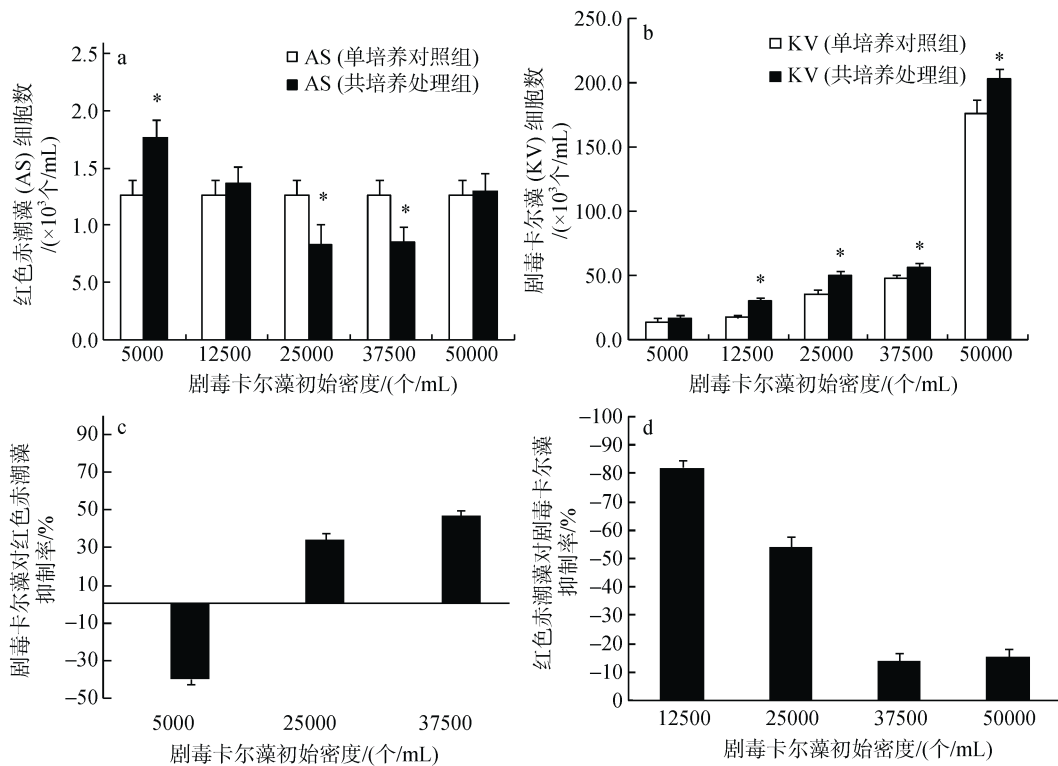 a
AS (单培养对照组)
AS (共培养处理组)
红色赤潮藻 (AS) 细胞数
/(×10³个/mL)
2.5
2.0
1.5
1.0
5.0
0.0
*
*
*
5000
12500
25000
37500
50000
剧毒卡尔藻初始密度/(个/mL)
b
KV (单培养对照组)
KV (共培养处理组)
剧毒卡尔藻 (KV) 细胞数
/(×10³个/mL)
250.0
200.0
150.0
100.0
50.0
0.0
*
*
*
*
5000
12500
25000
37500
50000
剧毒卡尔藻初始密度/(个/mL)
c
剧毒卡尔藻对红色赤潮藻
抑制率/%
90
70
50
30
10
−10
−30
−50
5000
25000
37500
剧毒卡尔藻初始密度/(个/mL)
d
红色赤潮藻对剧毒卡尔藻
抑制率/%
−100
−90
−80
−70
−60
−50
−40
−30
−20
−10
0
12500
25000
37500
50000
剧毒卡尔藻初始密度/(个/mL)